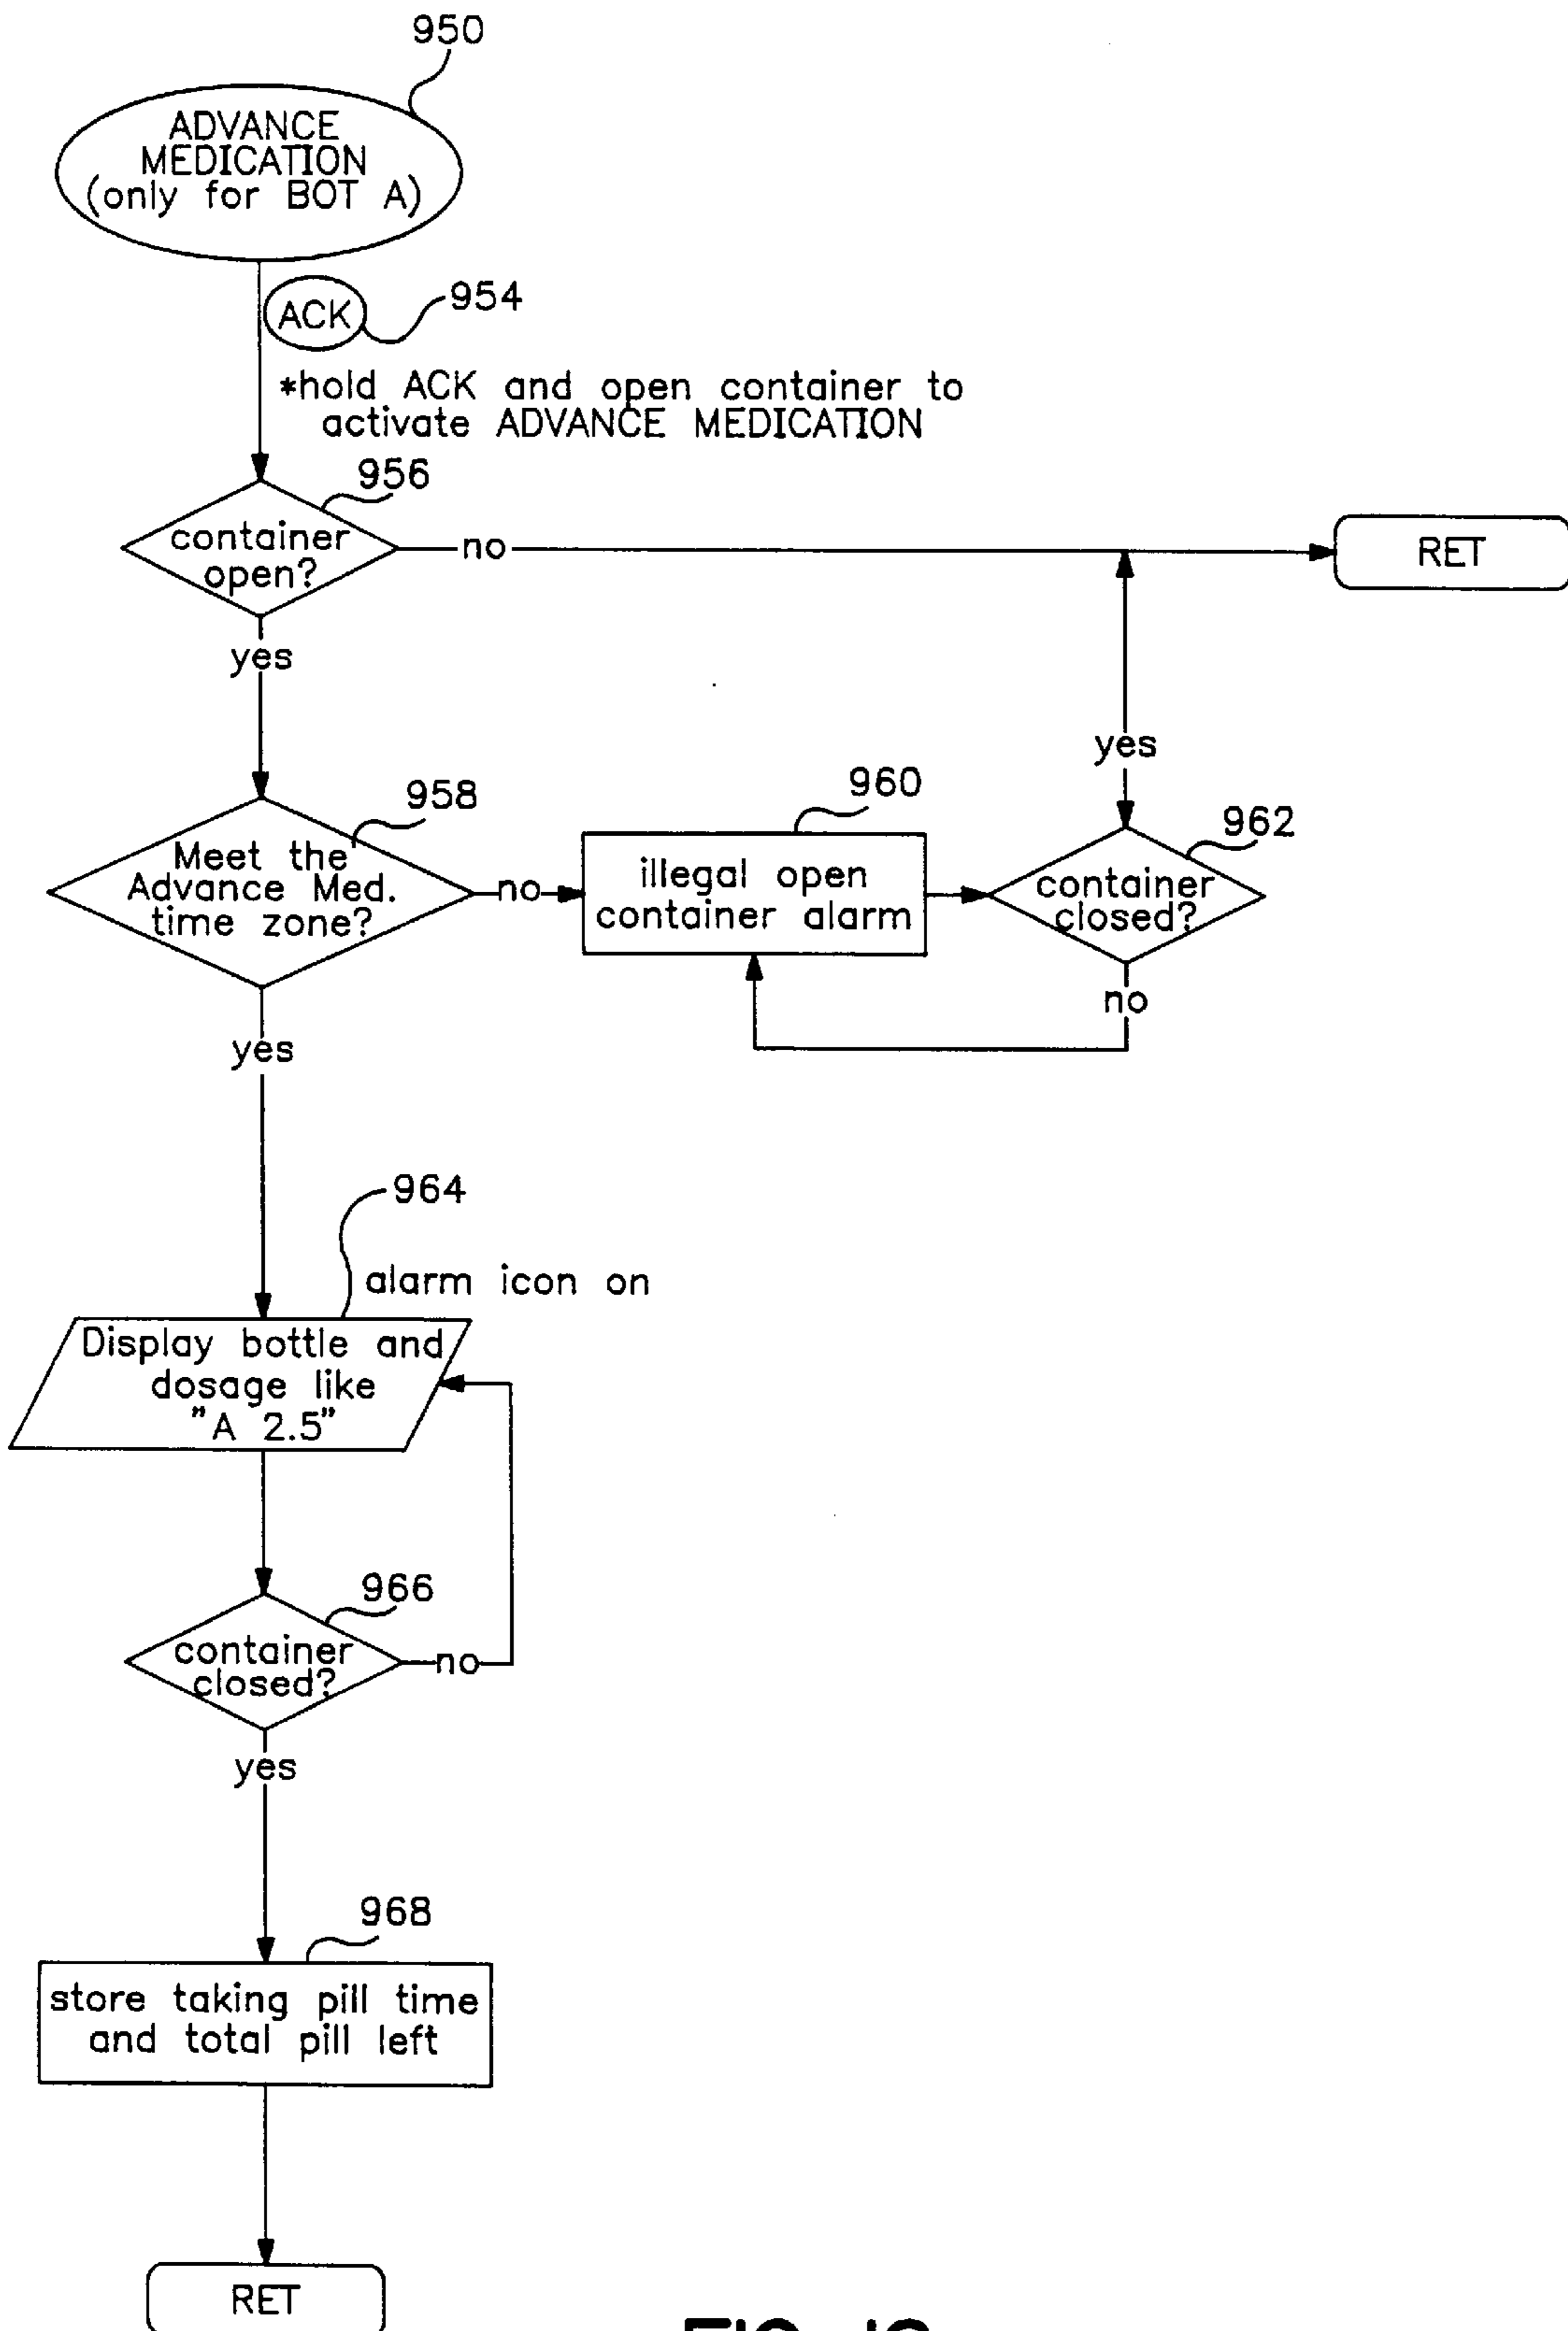 950
ADVANCE
MEDICATION
(only for BOT A)
ACK
954
*hold ACK and open container to
activate ADVANCE MEDICATION
956
container
open?
no
RET
yes
yes
958
Meet the
Advance Med.
time zone?
no
960
illegal open
container alarm
962
container
closed?
no
yes
964
alarm icon on
Display bottle and
dosage like
"A 2.5"
966
container
closed?
no
yes
968
store taking pill time
and total pill left
RET